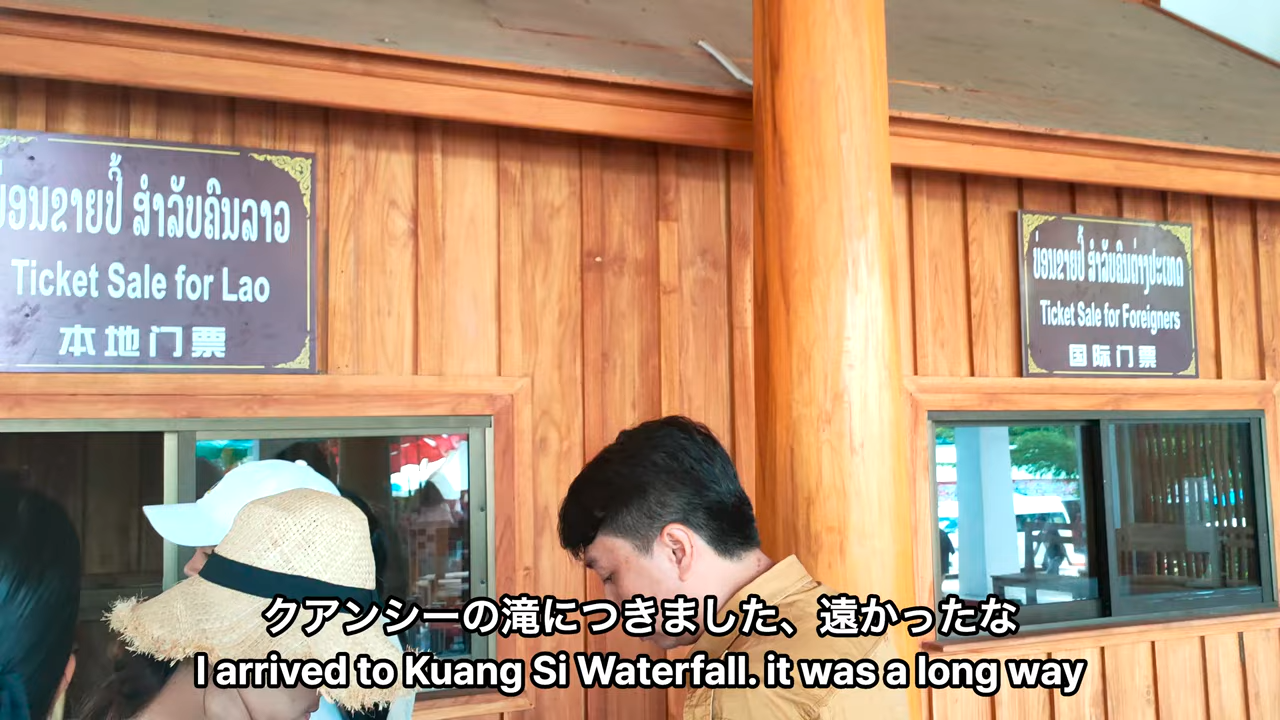 ບ່ອນຂາຍປີ້ ສຳລັບຄົນລາວ
Ticket Sale for Lao
本地门票
ບ່ອນຂາຍປີ້ ສຳລັບຄົນຕ່າງປະເທດ
Ticket Sale for Foreigners
国际门票
クアンシーの滝につきました、遠かったな
I arrived to Kuang Si Waterfall. it was a long way